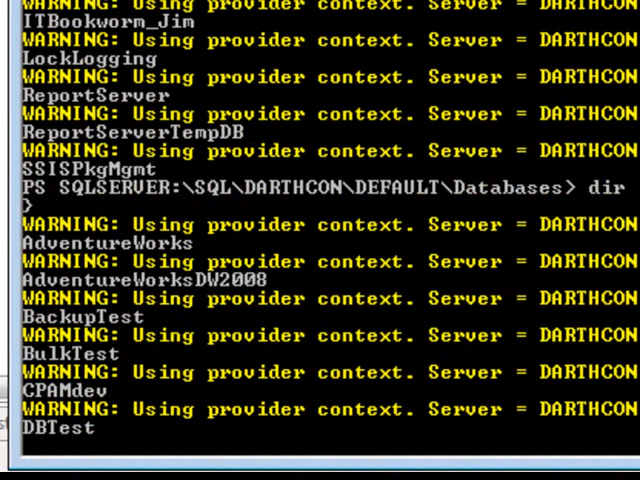 WARNING: Using provider context. Server = DARTHCON
ITBookworm_Jim
WARNING: Using provider context. Server = DARTHCON
LockLogging
WARNING: Using provider context. Server = DARTHCON
ReportServer
WARNING: Using provider context. Server = DARTHCON
ReportServerTempDB
WARNING: Using provider context. Server = DARTHCON
SSISPkgMgmt
PS SQLSERVER:\SQL\DARTHCON\DEFAULT\Databases> dir
}
WARNING: Using provider context. Server = DARTHCON
AdventureWorks
WARNING: Using provider context. Server = DARTHCON
AdventureWorksDW2008
WARNING: Using provider context. Server = DARTHCON
BackupTest
WARNING: Using provider context. Server = DARTHCON
BulkTest
WARNING: Using provider context. Server = DARTHCON
CPAMdev
WARNING: Using provider context. Server = DARTHCON
DBTest